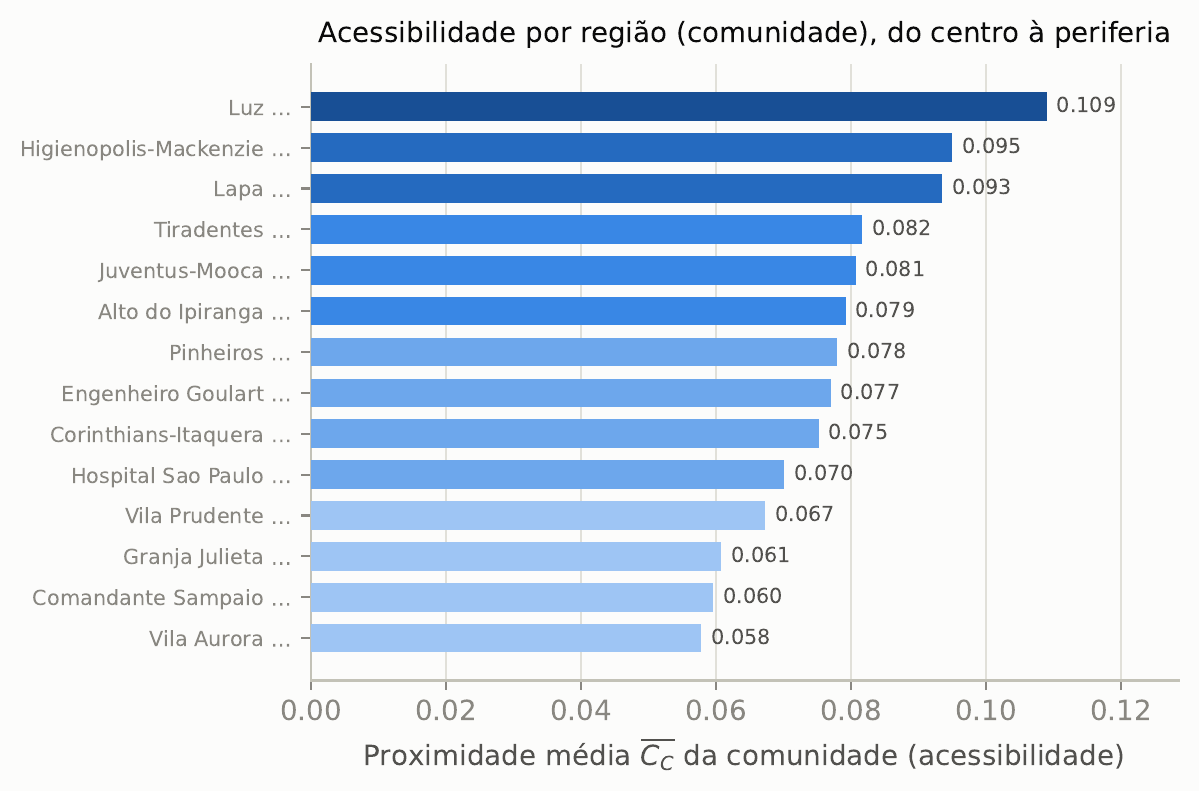 Acessibilidade por região (comunidade), do centro à periferia
Luz ... 0.109
Higienopolis-Mackenzie ... 0.095
Lapa ... 0.093
Tiradentes ... 0.082
Juventus-Mooca ... 0.081
Alto do Ipiranga ... 0.079
Pinheiros ... 0.078
Engenheiro Goulart ... 0.077
Corinthians-Itaquera ... 0.075
Hospital Sao Paulo ... 0.070
Vila Prudente ... 0.067
Granja Julieta ... 0.061
Comandante Sampaio ... 0.060
Vila Aurora ... 0.058
0.00 0.02 0.04 0.06 0.08 0.10 0.12
Proximidade média $\overline{C_C}$ da comunidade (acessibilidade)